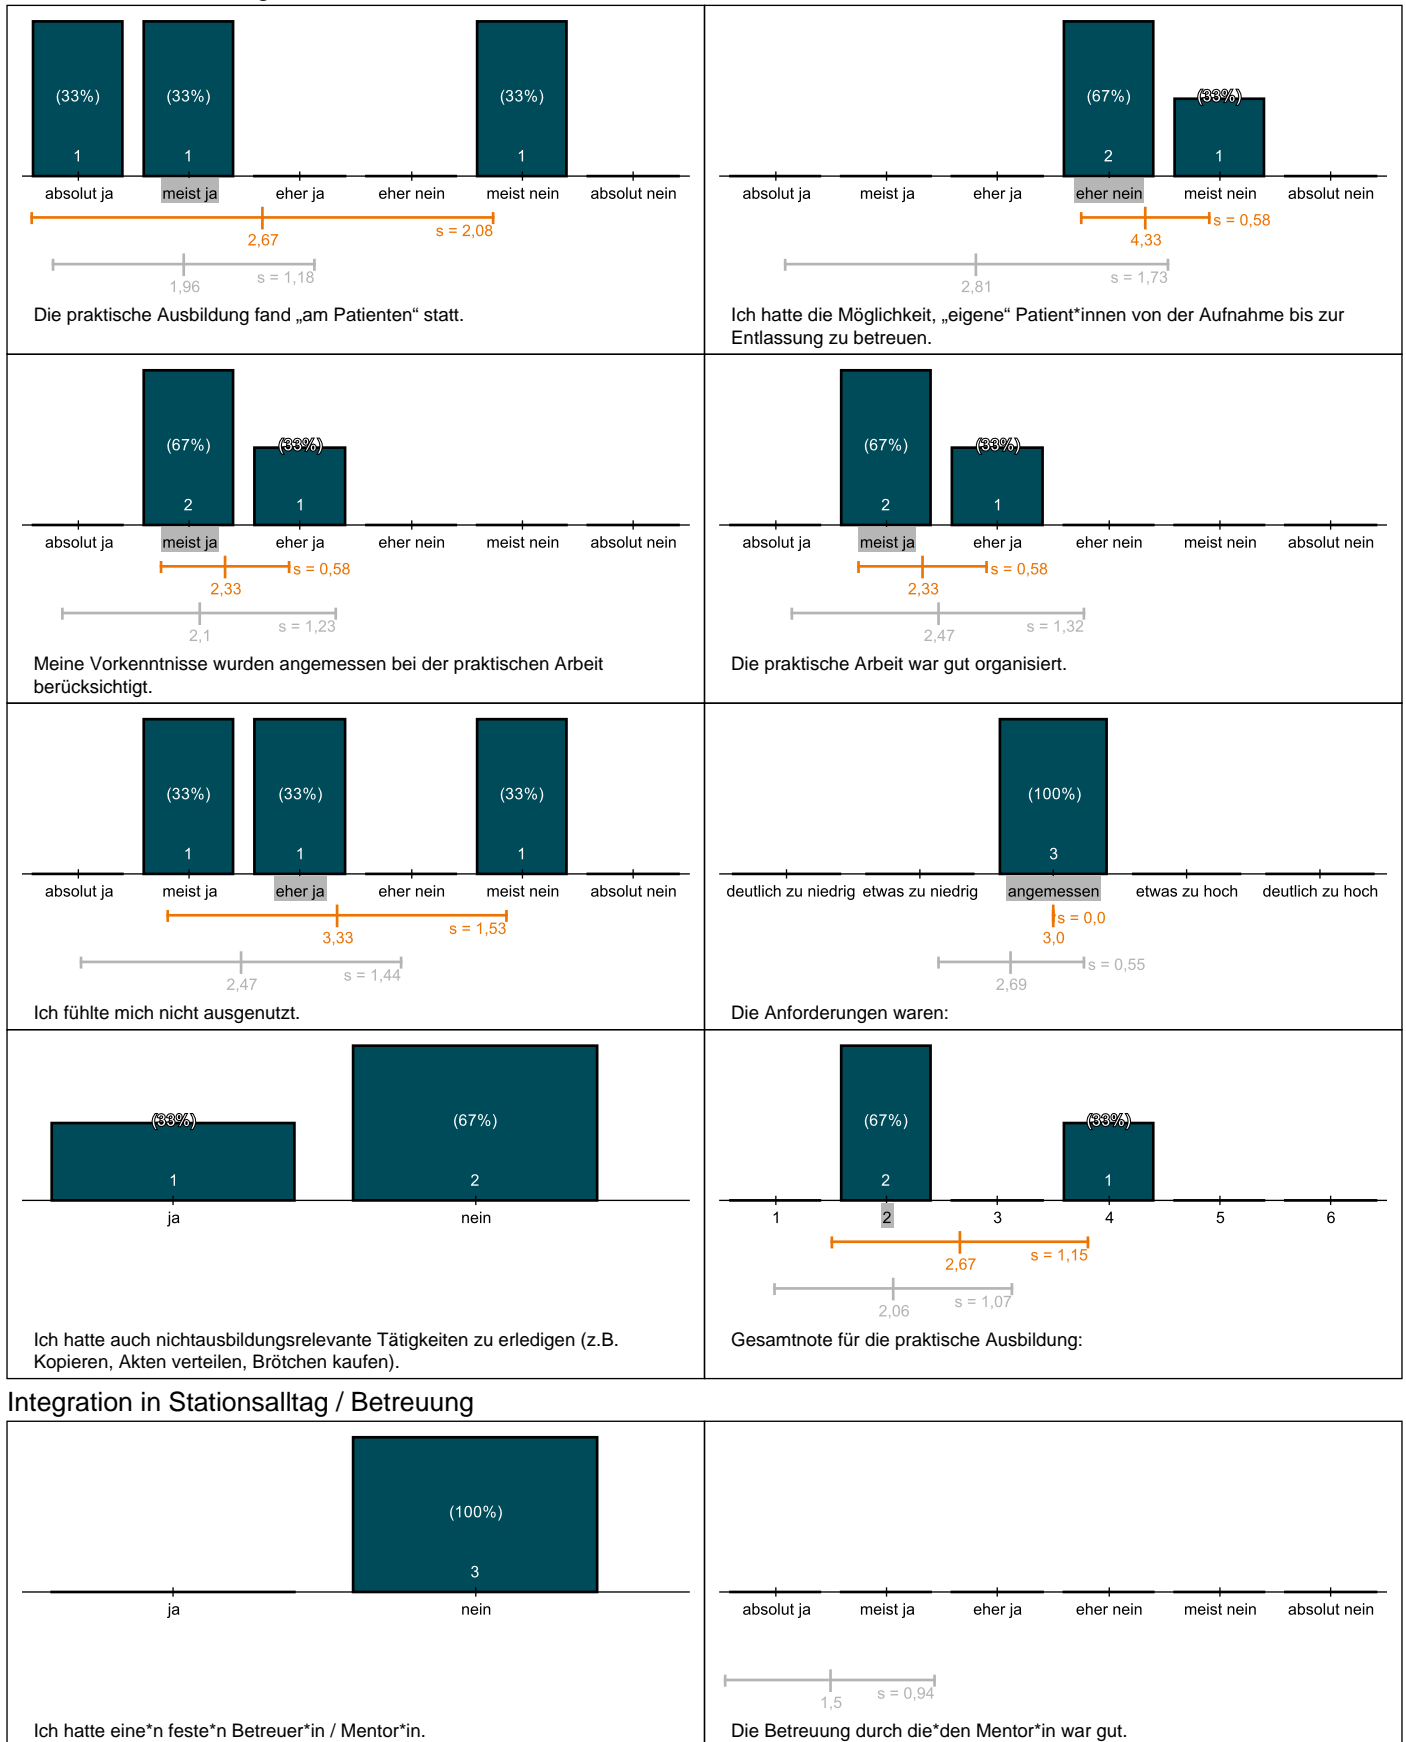 (33%) (33%) (33%)
1 1 1
absolut ja meist ja eher ja eher nein meist nein absolut nein
s = 2,08
2,67
s = 1,18
1,96
Die praktische Ausbildung fand „am Patienten“ statt.
(67%) (33%)
2 1
absolut ja meist ja eher ja eher nein meist nein absolut nein
s = 0,58
4,33
s = 1,73
2,81
Ich hatte die Möglichkeit, „eigene“ Patient*innen von der Aufnahme bis zur
Entlassung zu betreuen.
(67%) (33%)
2 1
absolut ja meist ja eher ja eher nein meist nein absolut nein
s = 0,58
2,33
s = 1,23
2,1
Meine Vorkenntnisse wurden angemessen bei der praktischen Arbeit
berücksichtigt.
(67%) (33%)
2 1
absolut ja meist ja eher ja eher nein meist nein absolut nein
s = 0,58
2,33
s = 1,32
2,47
Die praktische Arbeit war gut organisiert.
(33%) (33%) (33%)
1 1 1
absolut ja meist ja eher ja eher nein meist nein absolut nein
s = 1,53
3,33
s = 1,44
2,47
Ich fühlte mich nicht ausgenutzt.
(100%)
3
deutlich zu niedrig etwas zu niedrig angemessen etwas zu hoch deutlich zu hoch
s = 0,0
3,0
s = 0,55
2,69
Die Anforderungen waren:
(33%) (67%)
1 2
ja nein
Ich hatte auch nichtausbildungsrelevante Tätigkeiten zu erledigen (z.B.
Kopieren, Akten verteilen, Brötchen kaufen).
(67%) (33%)
2 1
1 2 3 4 5 6
s = 1,15
2,67
s = 1,07
2,06
Gesamtnote für die praktische Ausbildung:
Integration in Stationsalltag / Betreuung
(100%)
3
ja nein
Ich hatte eine*n feste*n Betreuer*in / Mentor*in.
absolut ja meist ja eher ja eher nein meist nein absolut nein
s = 0,94
1,5
Die Betreuung durch die*den Mentor*in war gut.